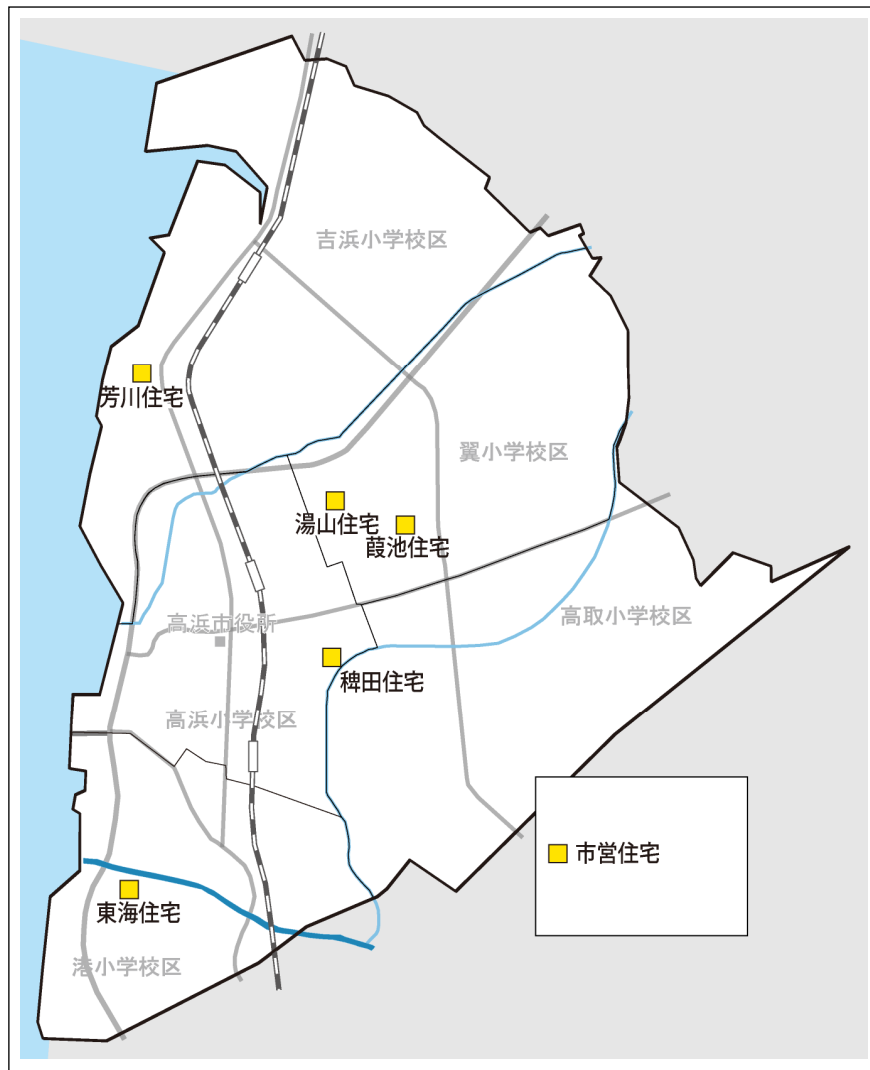 吉浜小学校区
芳川住宅
翼小学校区
湯山住宅
葭池住宅
高浜市役所
高取小学校区
稗田住宅
高浜小学校区
市営住宅
東海住宅
港小学校区